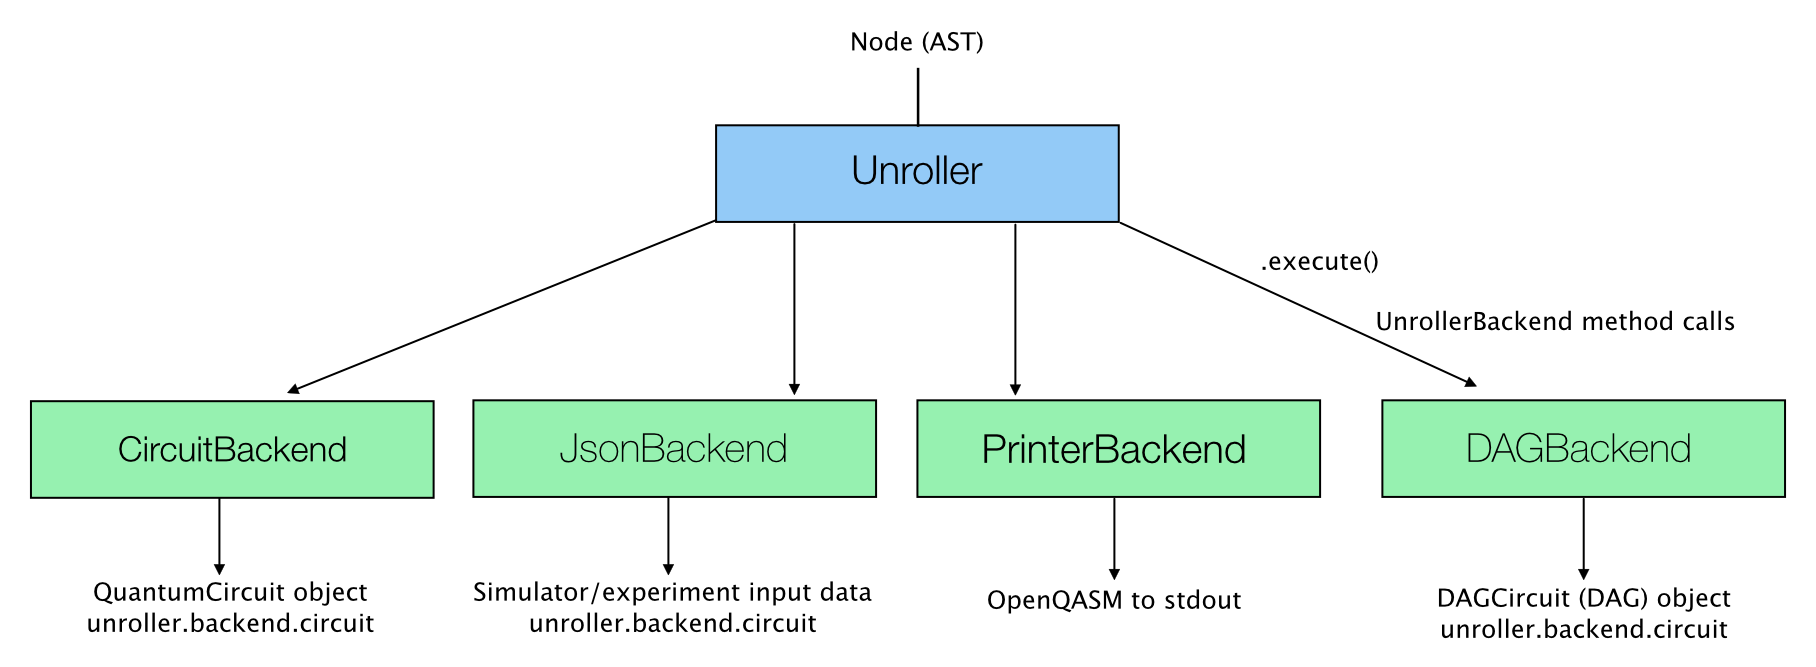 Node (AST)
Unroller
.execute()
UnrollerBackend method calls
CircuitBackend
JsonBackend
PrinterBackend
DAGBackend
QuantumCircuit object
unroller.backend.circuit
Simulator/experiment input data
unroller.backend.circuit
OpenQASM to stdout
DAGCircuit (DAG) object
unroller.backend.circuit